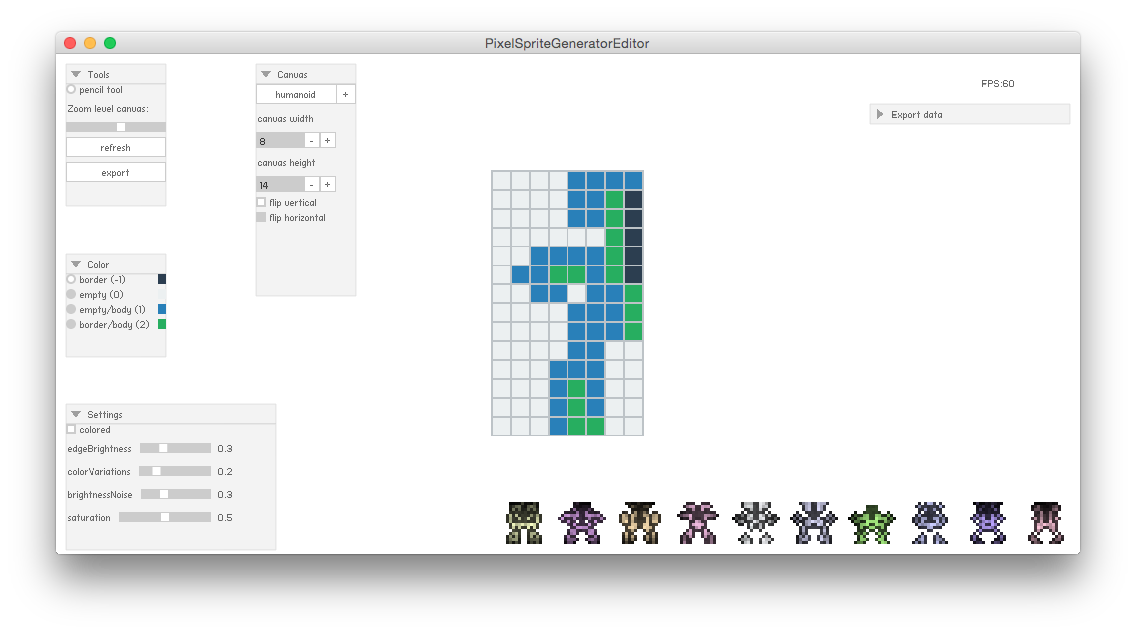 PixelSpriteGeneratorEditor
Tools
pencil tool
Zoom level canvas:
refresh
export
Canvas
humanoid +
canvas width
8 - +
canvas height
14 - +
flip vertical
flip horizontal
FPS:60
Export data
Color
border (-1)
empty (0)
empty/body (1)
border/body (2)
Settings
colored
edgeBrightness 0.3
colorVariations 0.2
brightnessNoise 0.3
saturation 0.5